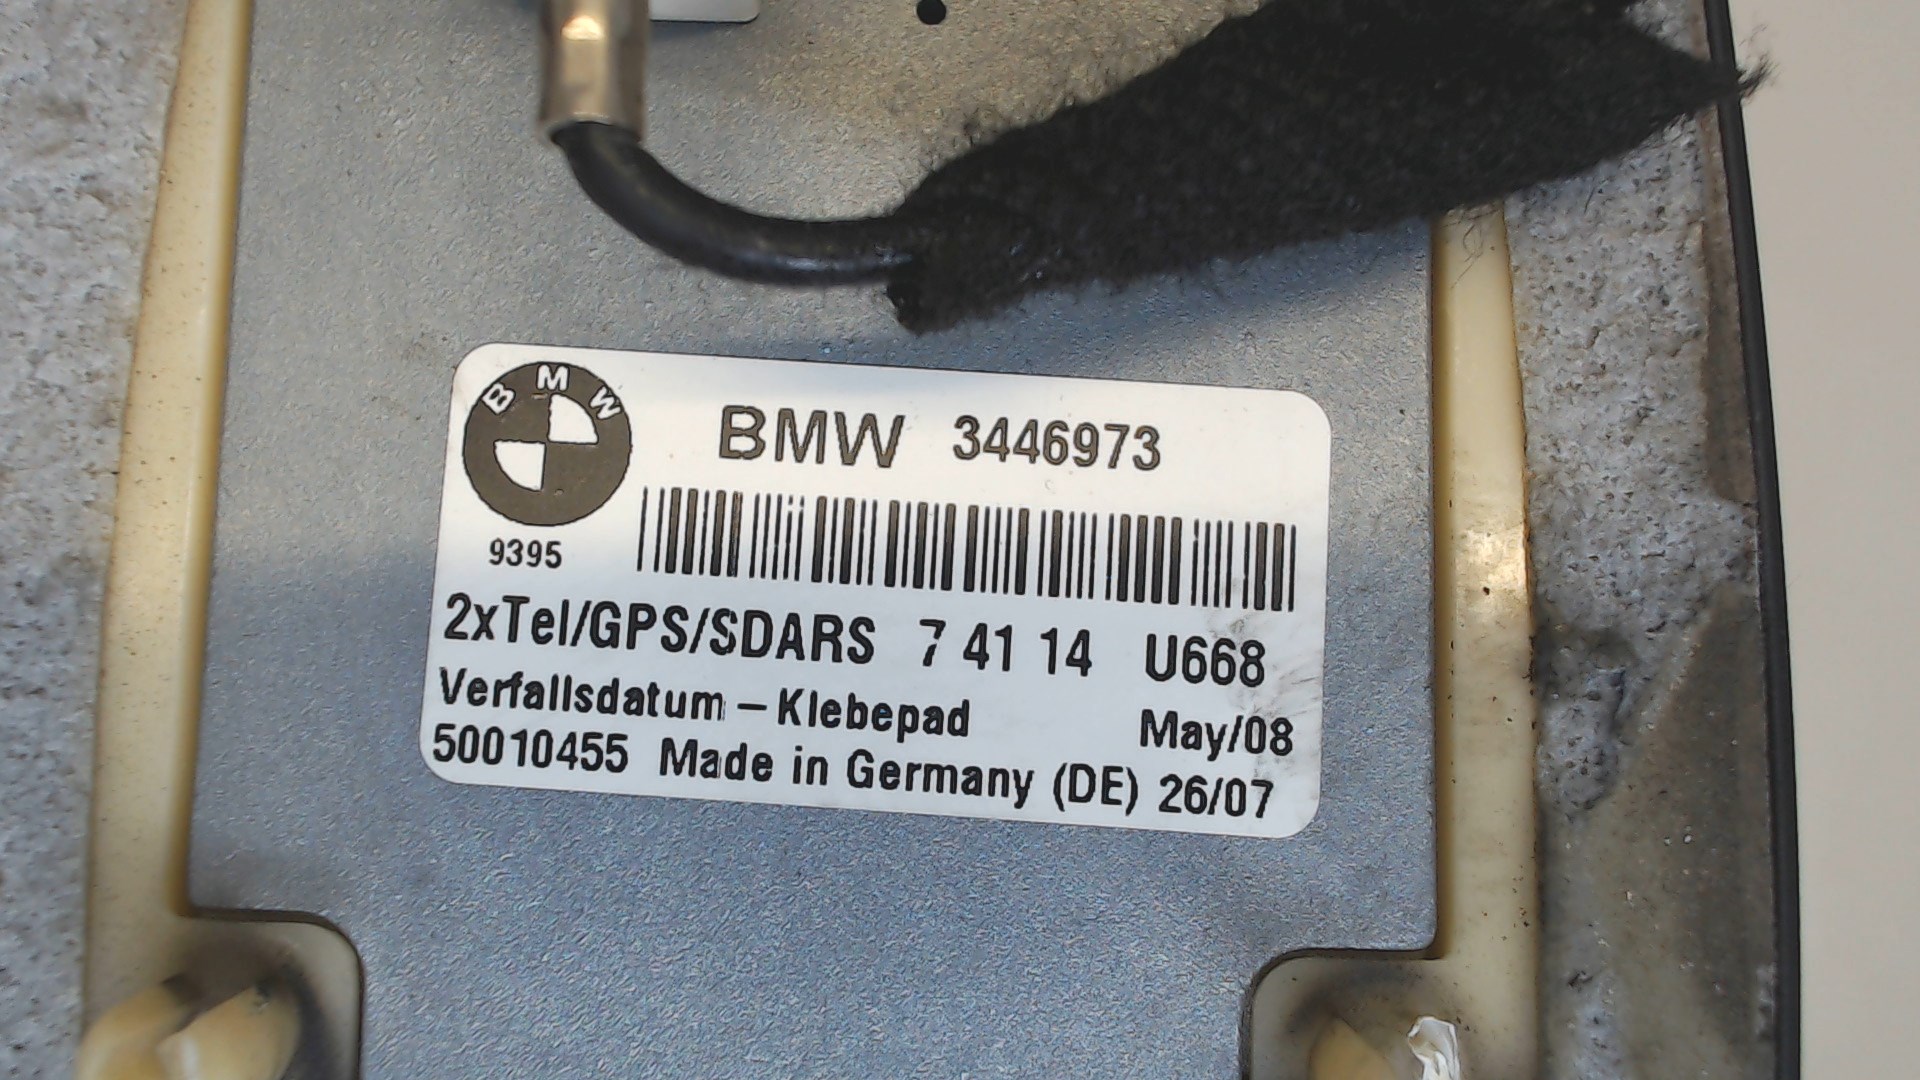 BMW
BMW 3446973
9395
2xTel/GPS/SDARS 7 41 14 U668
Verfallsdatum – Klebepad May/08
50010455 Made in Germany (DE) 26/07